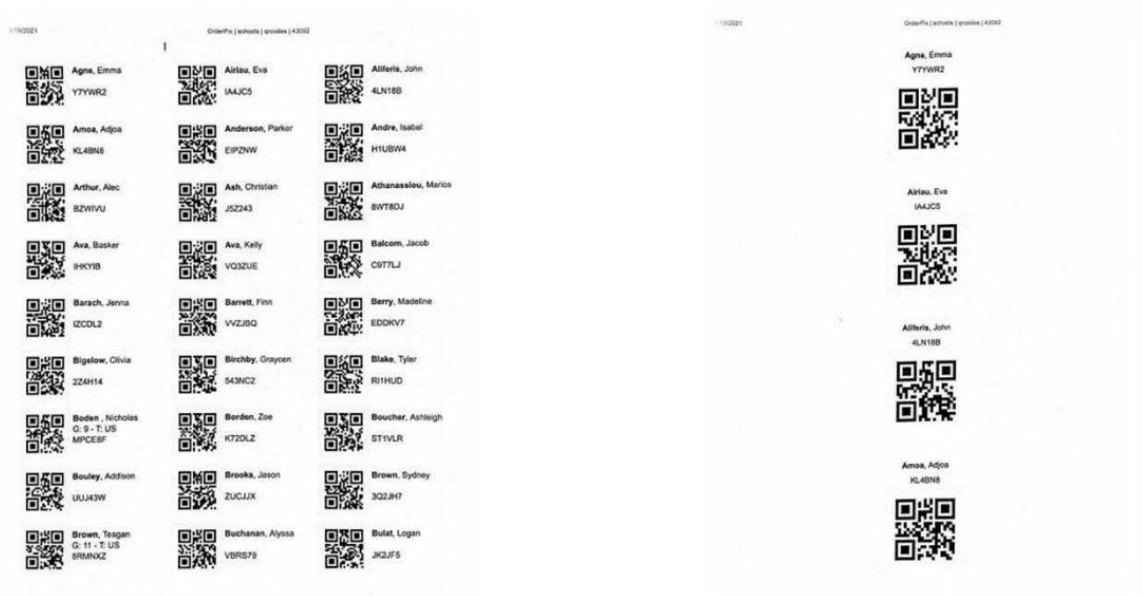 OrderPix | schools | qrcodes | 43092
Agne, Emma
Y7YWR2
Airiau, Eva
IA4JC5
Aliferis, John
4LN18B
Amoa, Adjoa
KL4BN8
Anderson, Parker
EIPZNW
Andre, Isabel
H1UBW4
Arthur, Alec
BZWIVU
Ash, Christian
J5Z243
Athanassiou, Marios
8WT8DJ
Ava, Basker
IHKYIB
Ava, Kelly
VQ3ZUE
Balcom, Jacob
C9T7LJ
Barach, Jenna
IZCDL2
Barrett, Finn
VVZJBQ
Berry, Madeline
EDDKV7
Bigelow, Olivia
2Z4H14
Birchby, Graycen
543NC2
Blake, Tyler
RI1HUD
Boden , Nicholas
G: 9 - T: US
MPCE8F
Borden, Zoe
K72DLZ
Boucher, Ashleigh
ST1VLR
Bouley, Addison
UUJ43W
Brooks, Jason
ZUCJJX
Brown, Sydney
3Q2JH7
Brown, Teagan
G: 11 - T: US
8RMNXZ
Buchanan, Alyssa
VBRS79
Bulat, Logan
JK2JF5
OrderPix | schools | qrcodes | 43092
Agne, Emma
Y7YWR2
Airiau, Eva
IA4JC5
Aliferis, John
4LN18B
Amoa, Adjoa
KL4BN8